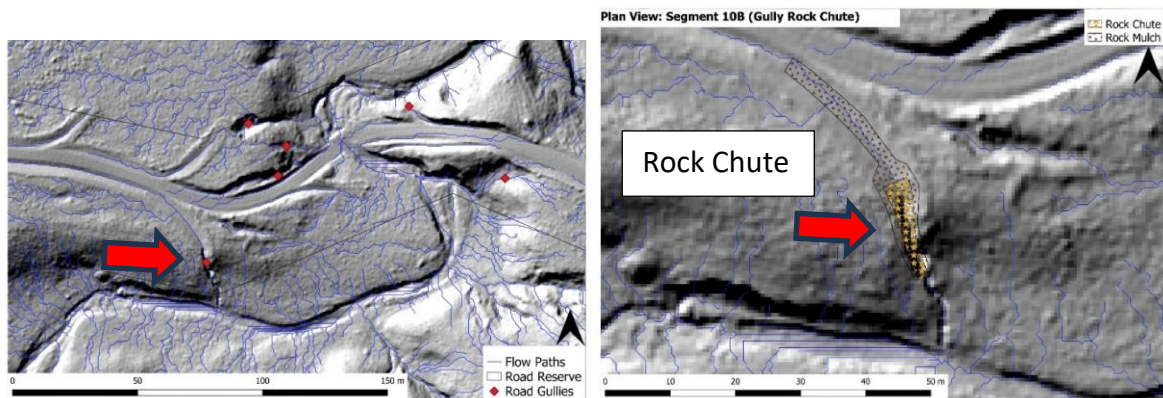 Flow Paths
Road Reserve
Road Gullies
0 50 100 150 m
Plan View: Segment 10B (Gully Rock Chute)
Rock Chute
Rock Mulch
Rock Chute
0 10 20 30 40 50 m